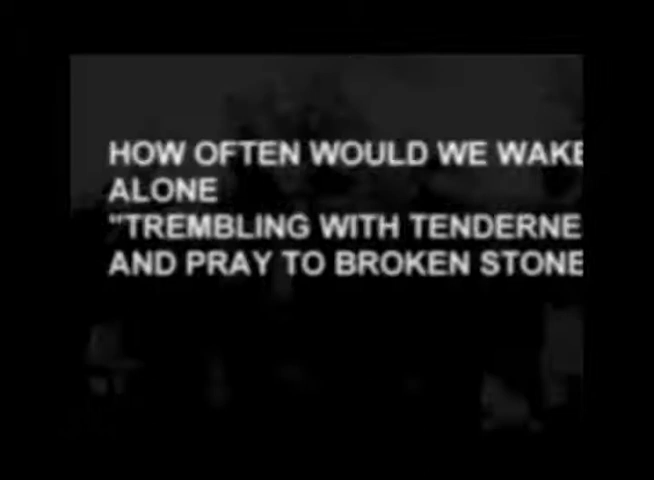 HOW OFTEN WOULD WE WAKE
ALONE
"TREMBLING WITH TENDERNE
AND PRAY TO BROKEN STONE